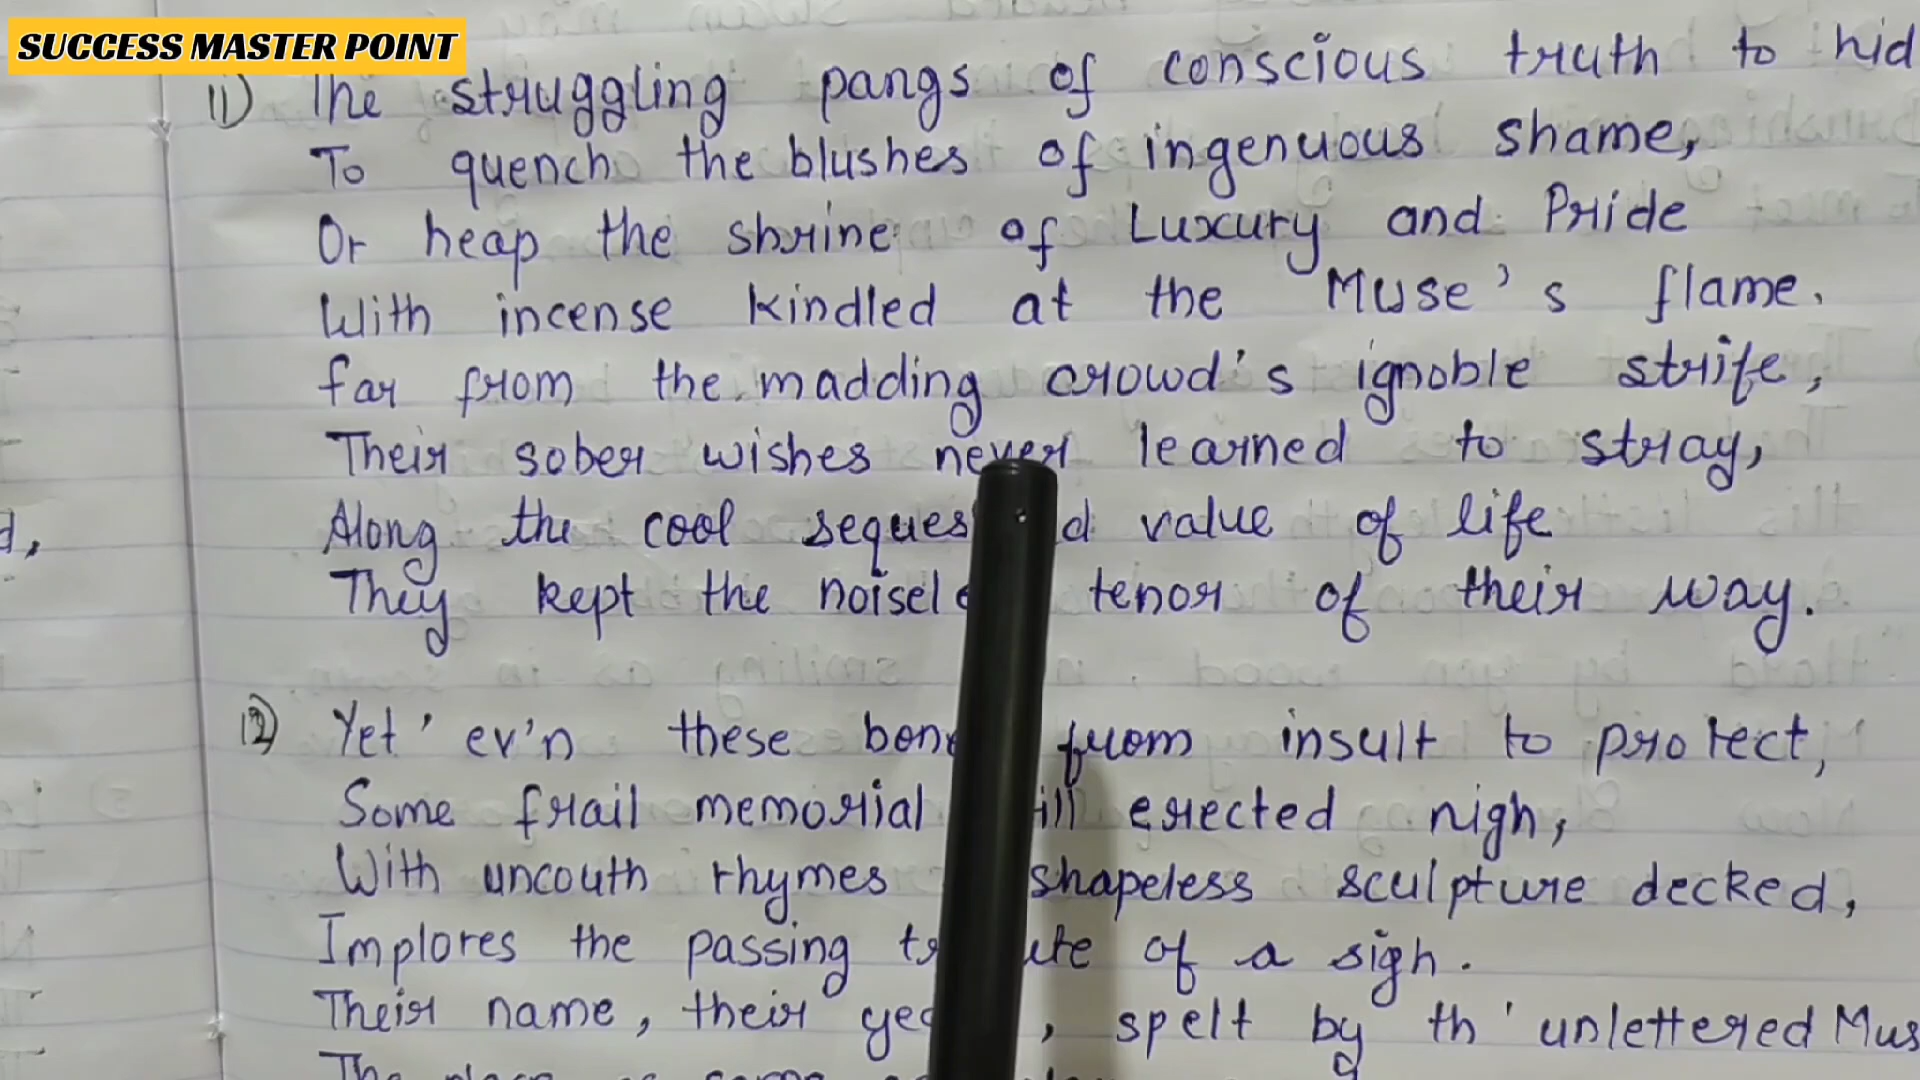 SUCCESS MASTER POINT
11) The struggling pangs of conscious truth to hid
To quench the blushes of ingenuous shame,
Or heap the shrine of Luxury and Pride
With incense kindled at the Muse's flame.
far from the madding crowd's ignoble strife,
Their sober wishes never learned to stray,
Along the cool seques d value of life
They kept the noisele tenor of their way.
d,
12) Yet' ev'n these bone from insult to protect,
Some frail memorial ill erected nigh,
With uncouth rhymes shapeless sculpture decked,
Implores the passing tr ute of a sigh.
Their name, their yea , spelt by th' unlettered Mus